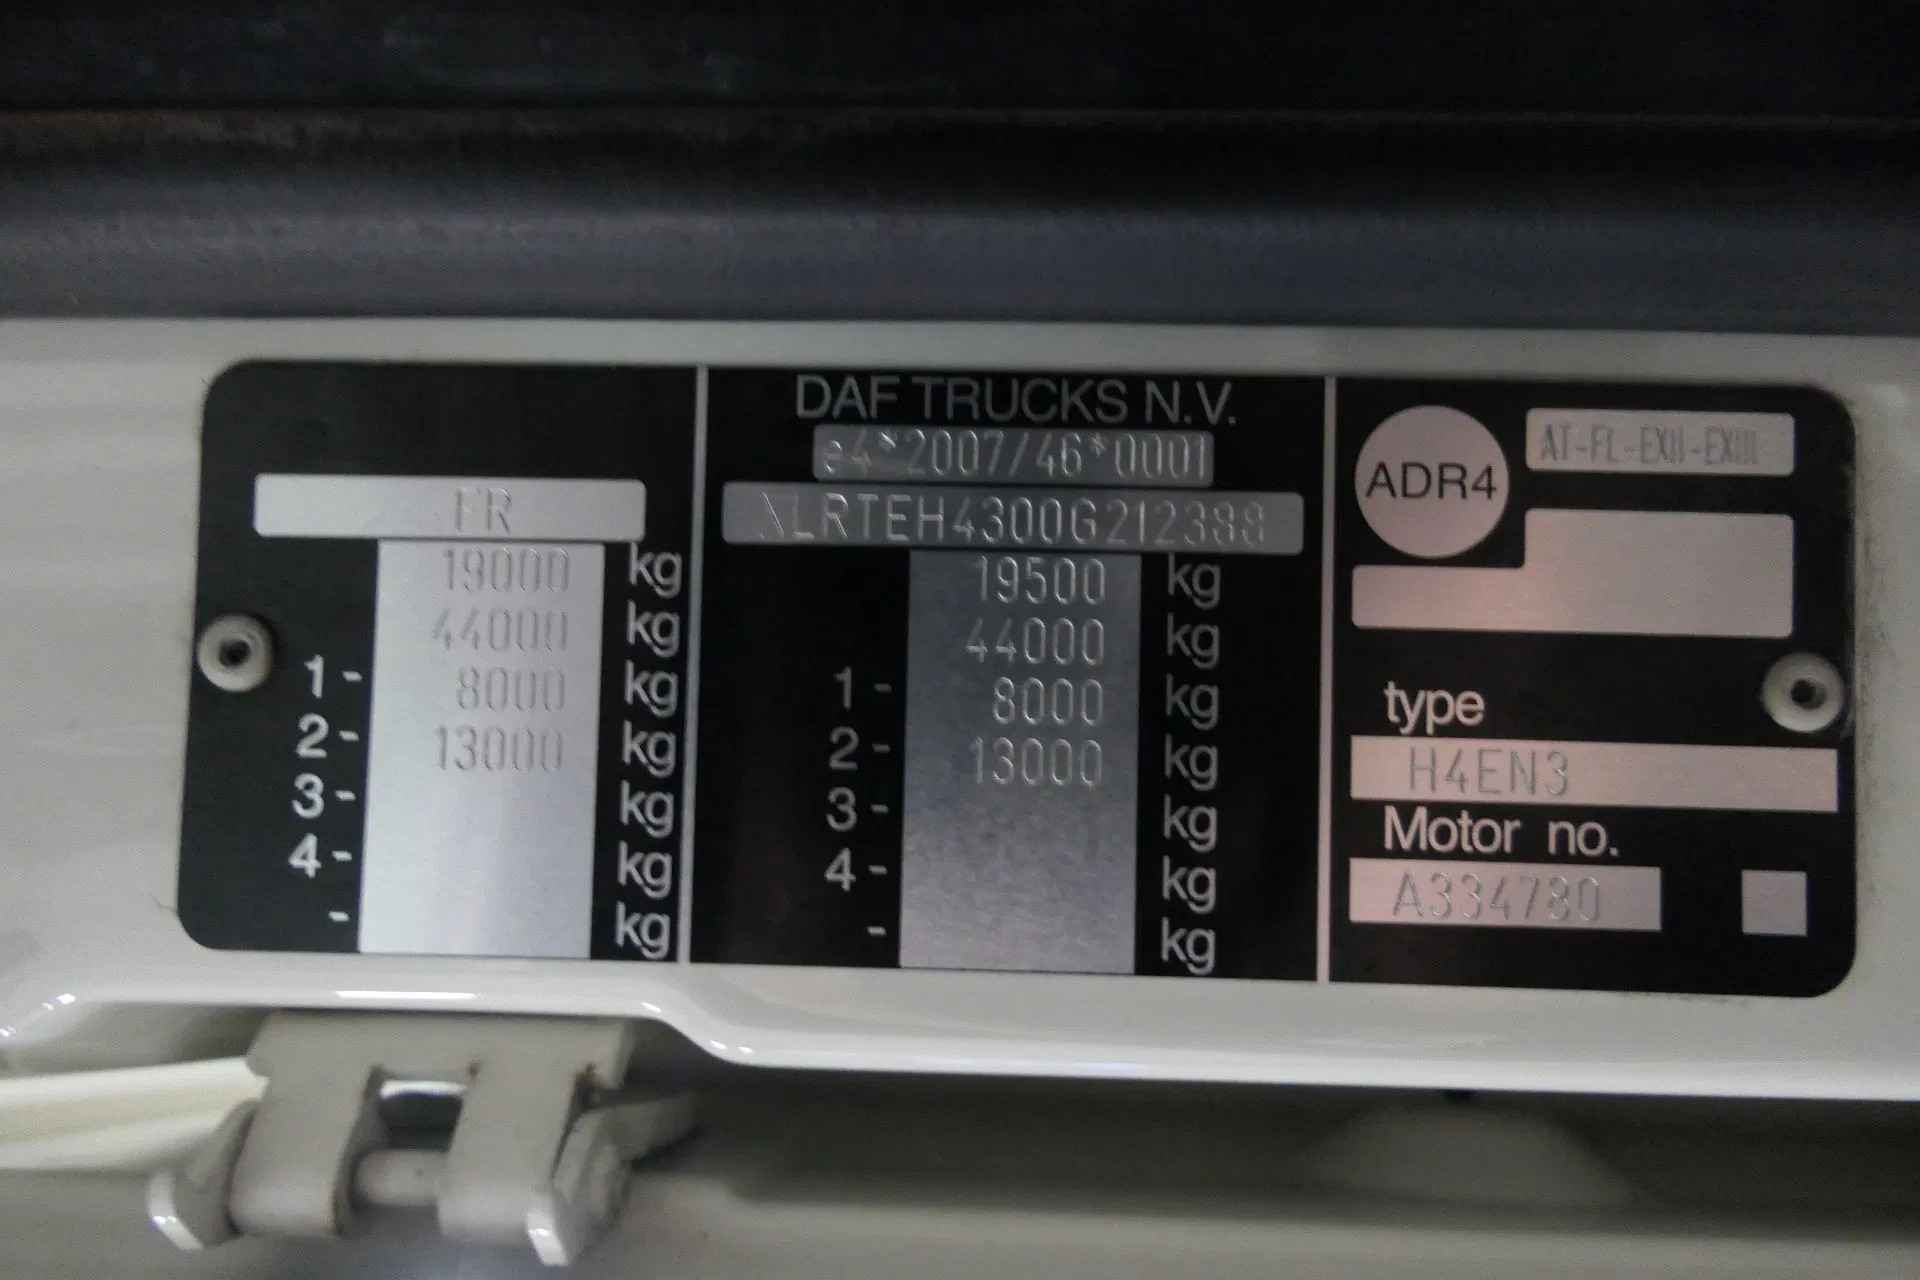 FR
19000 kg
44000 kg
1- 8000 kg
2- 13000 kg
3- kg
4- kg
- kg
DAF TRUCKS N.V.
e4*2007/46*0001
XLRTEH4300G212388
19500 kg
44000 kg
1- 8000 kg
2- 13000 kg
3- kg
4- kg
- kg
ADR4
AT-FL-EXII-EXIII
type
H4EN3
Motor no.
A334780